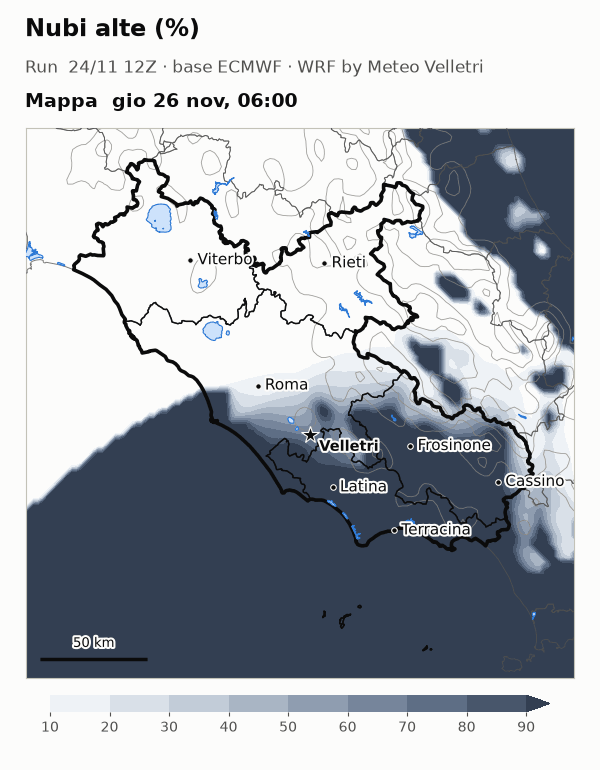 Nubi alte (%)
Run  24/11 12Z · base ECMWF · WRF by Meteo Velletri
Mappa  gio 26 nov, 06:00
Viterbo
Rieti
Roma
Velletri
Frosinone
Cassino
Latina
Terracina
50 km
10 20 30 40 50 60 70 80 90